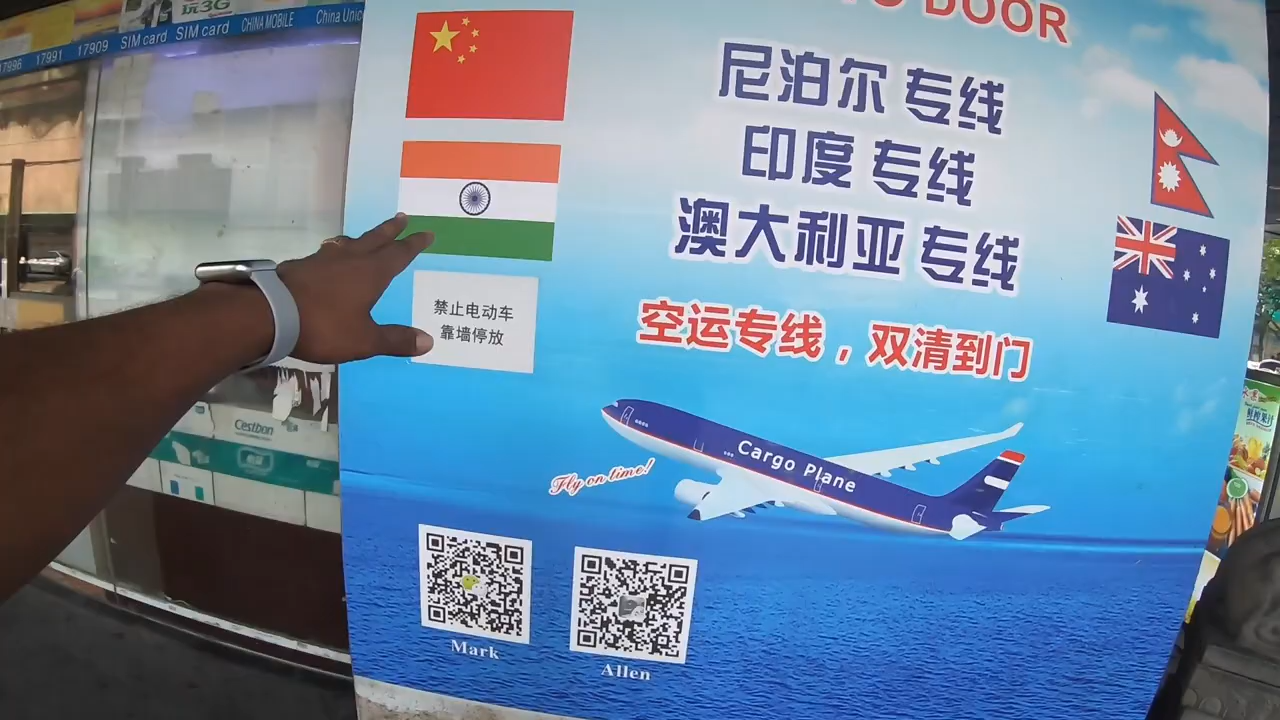 玩3G
17996 17991 17909 SIM card SIM card CHINA MOBILE China Unic
TO DOOR
尼泊尔 专线
印度 专线
澳大利亚 专线
空运专线，双清到门
禁止电动车
靠墙停放
Cargo Plane
Fly on time!
Mark
Allen
Cestbon